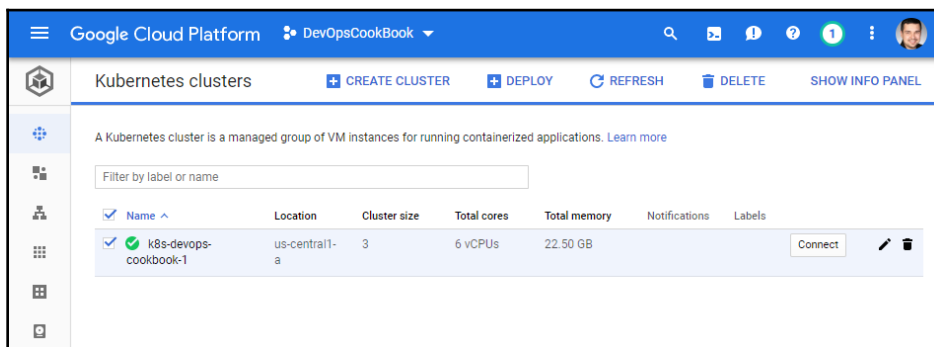 Google Cloud Platform DevOpsCookBook 1
Kubernetes clusters CREATE CLUSTER DEPLOY REFRESH DELETE SHOW INFO PANEL
A Kubernetes cluster is a managed group of VM instances for running containerized applications. Learn more
Filter by label or name
Name Location Cluster size Total cores Total memory Notifications Labels
k8s-devops- us-central1- 3 6 vCPUs 22.50 GB Connect
cookbook-1 a